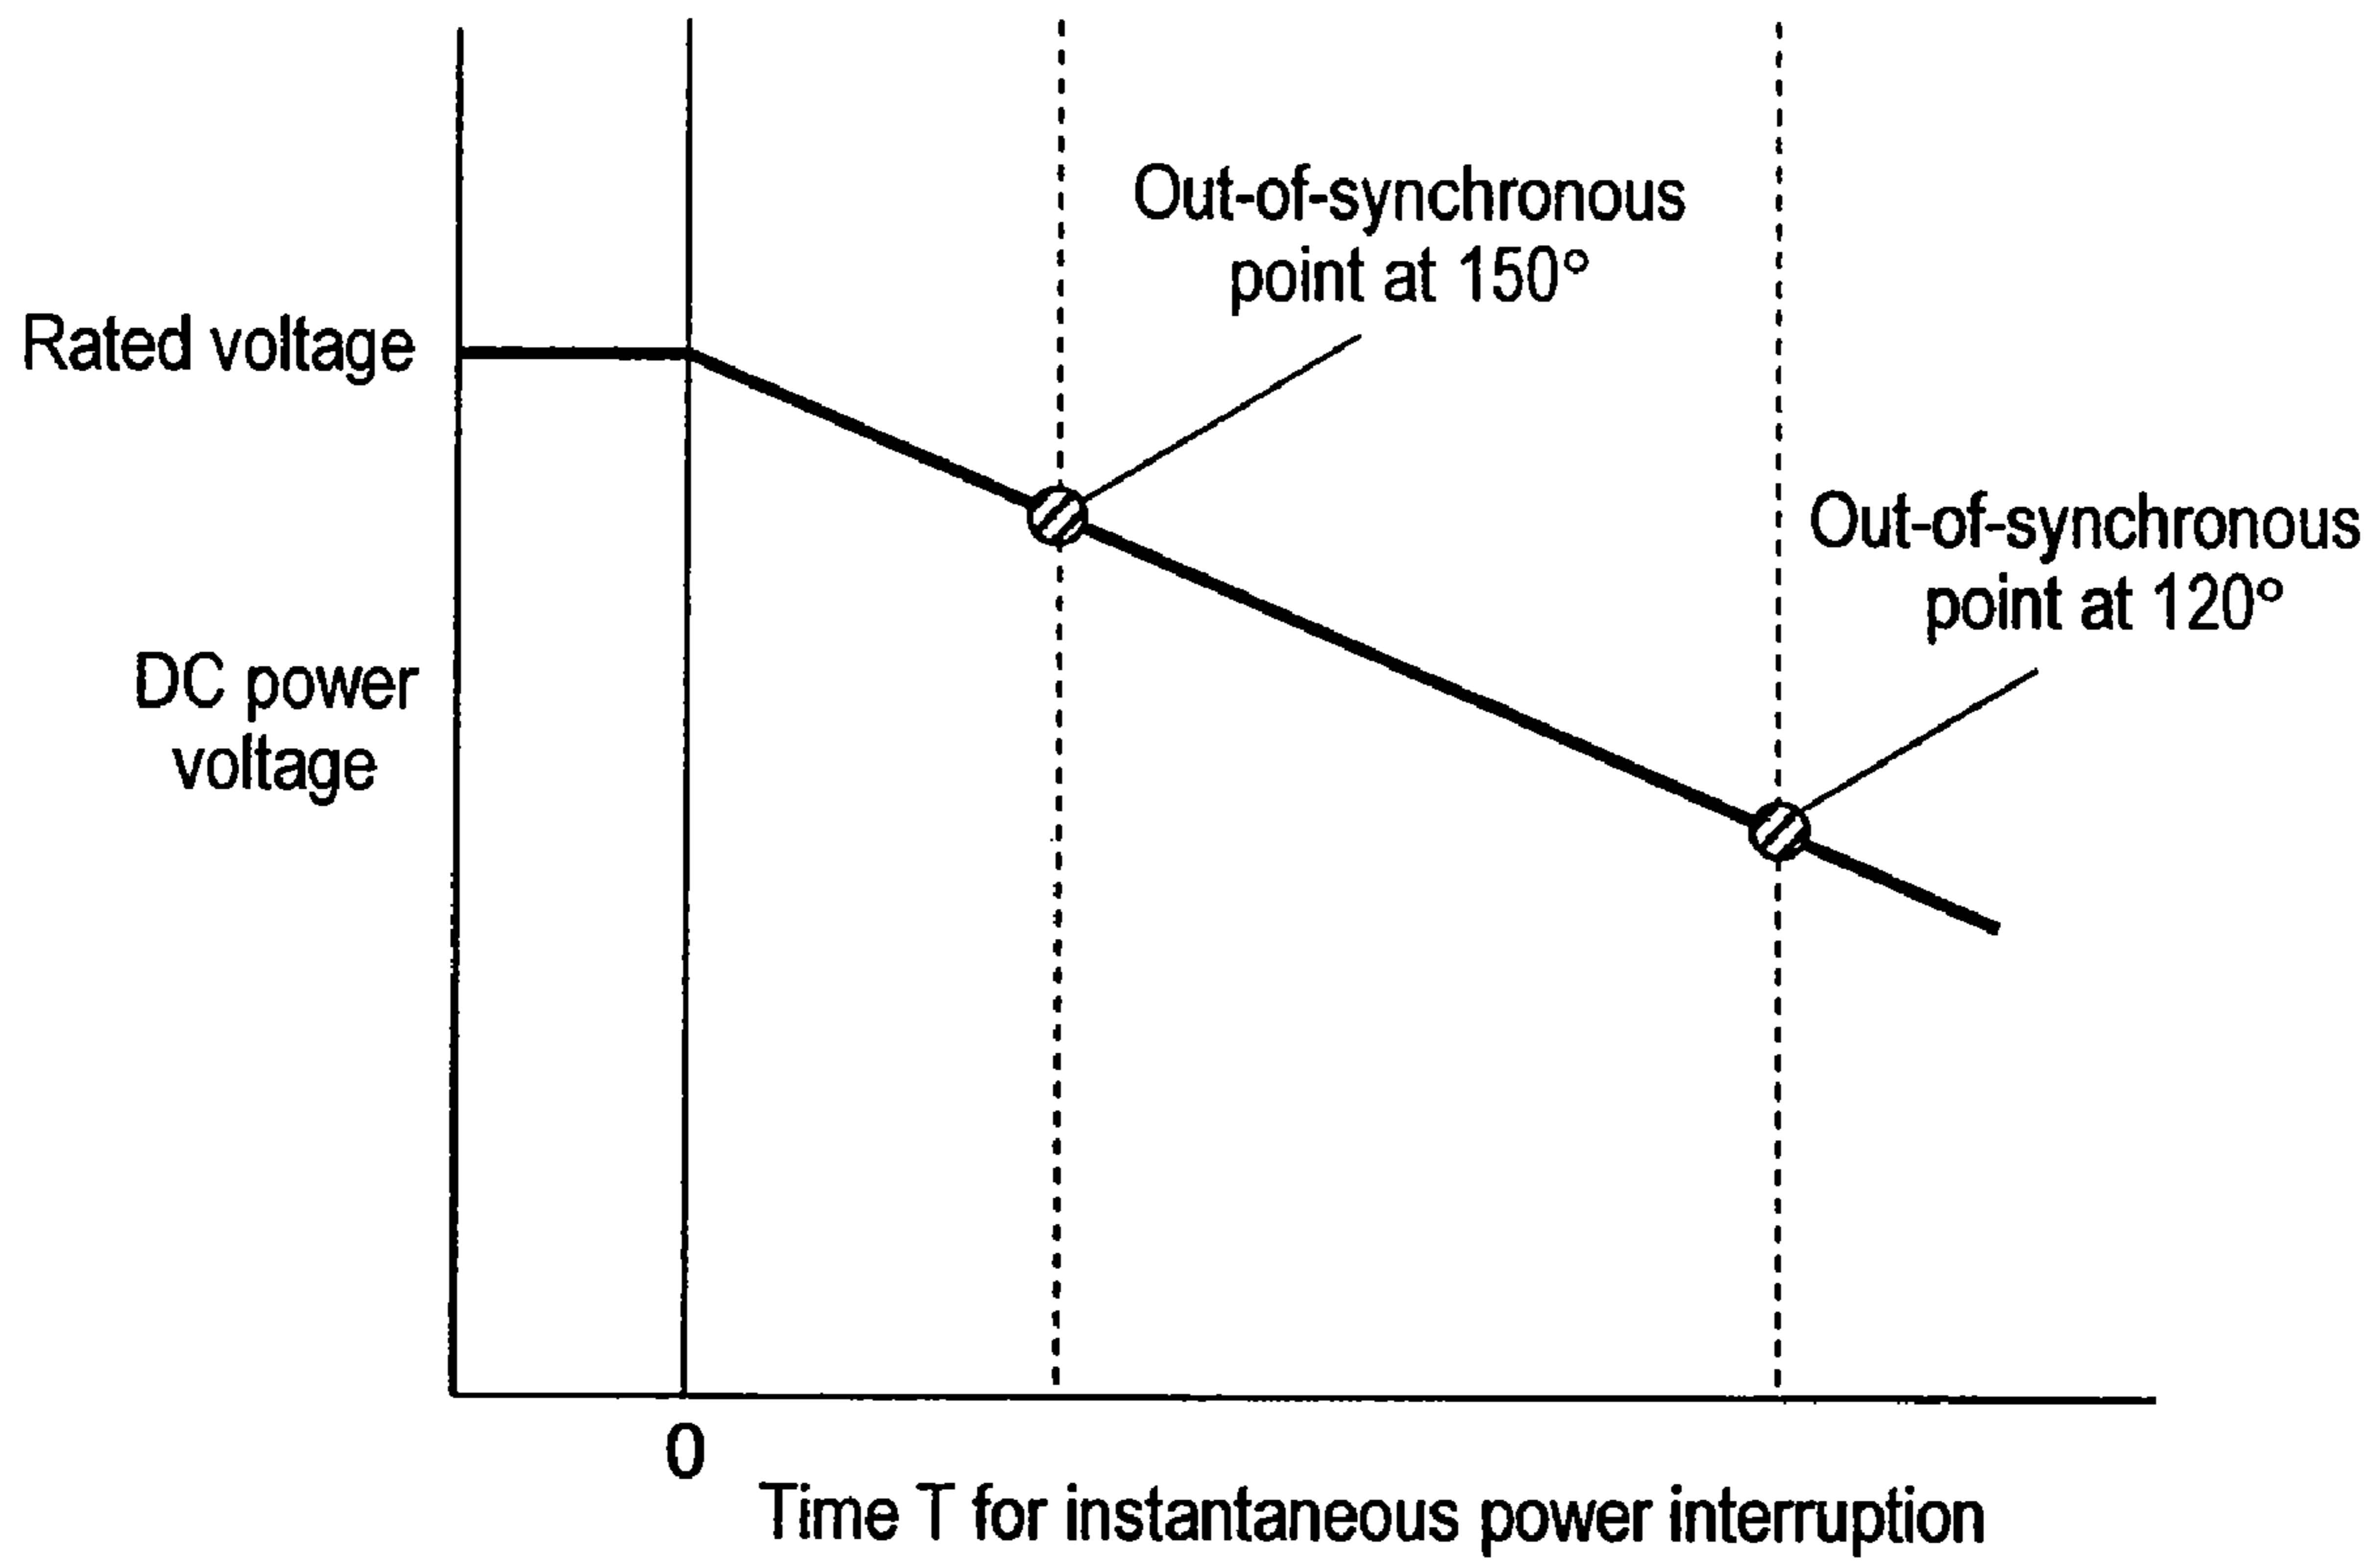 Out-of-synchronous
point at 150°
Rated voltage
Out-of-synchronous
point at 120°
DC power
voltage
0
Time T for instantaneous power interruption